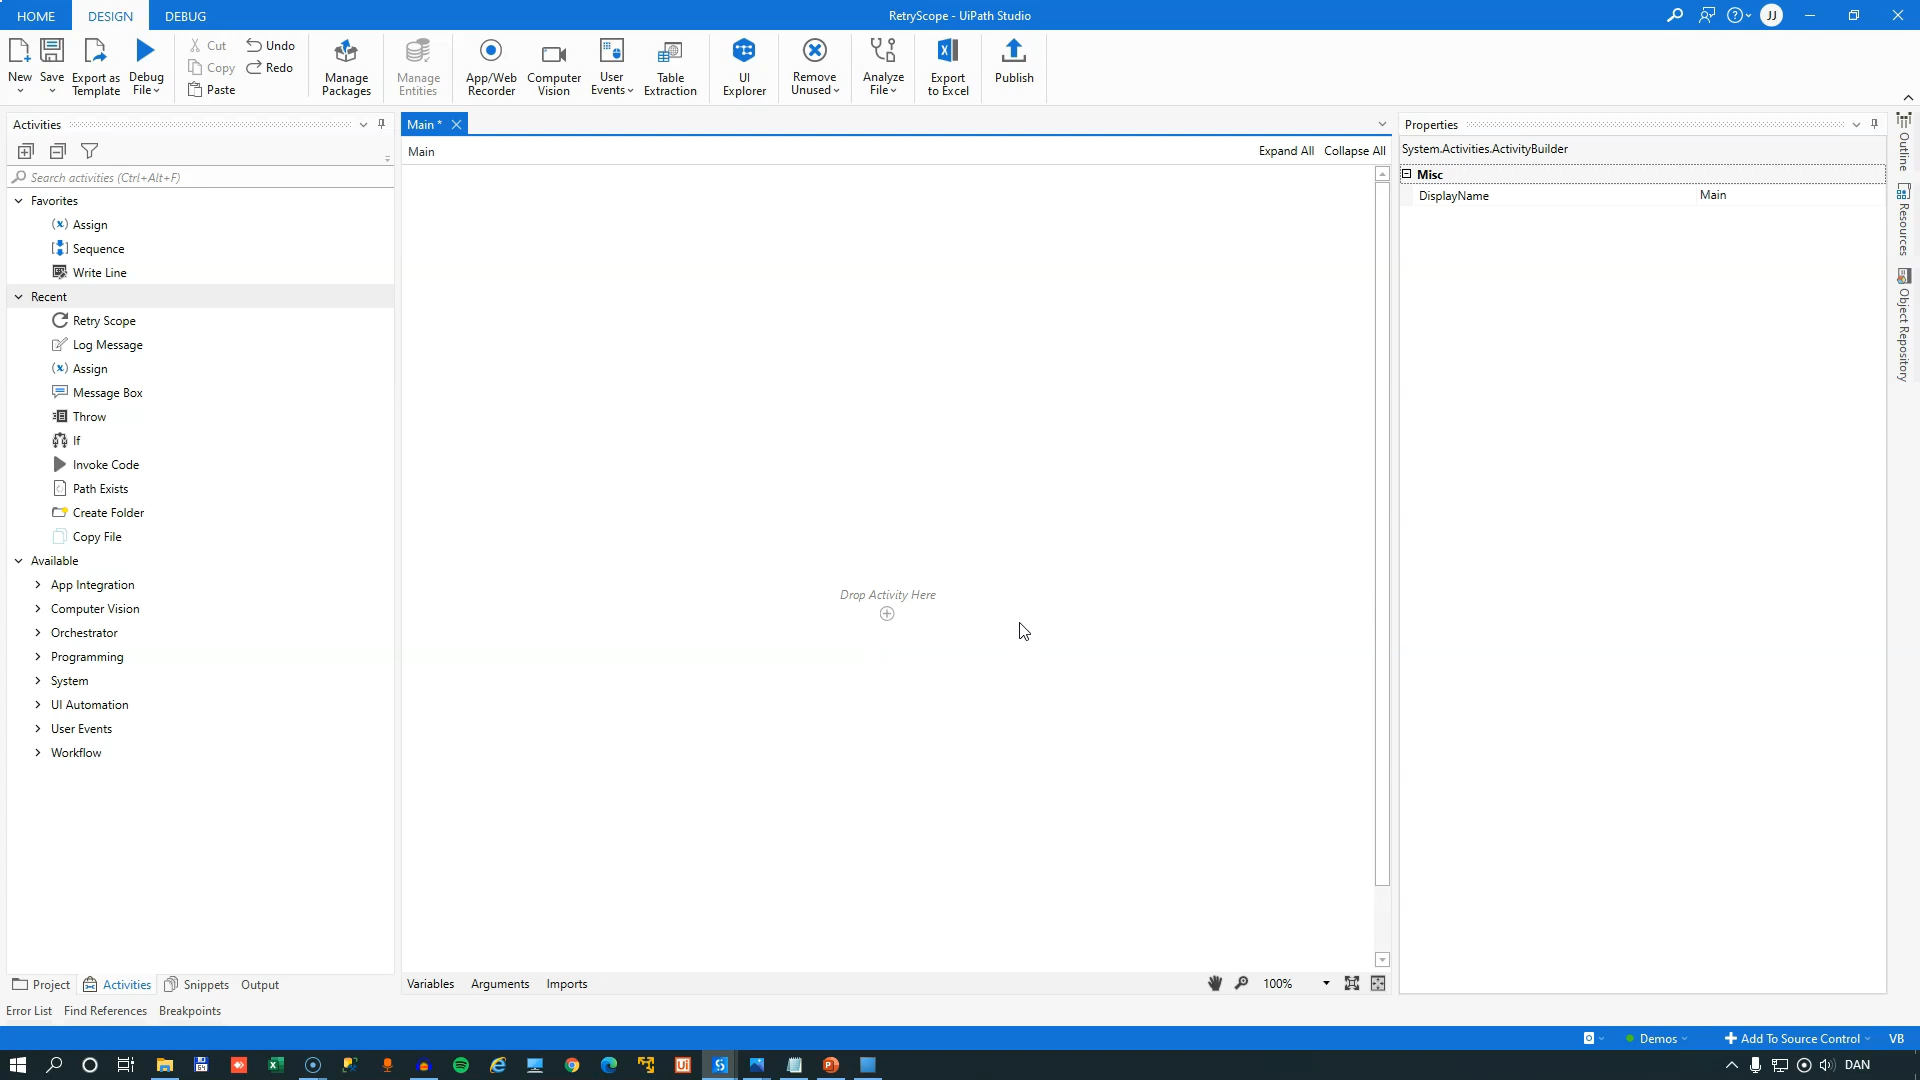 HOME DESIGN DEBUG RetryScope - UiPath Studio JJ
New Save Export as Template Debug File
Cut Copy Paste Undo Redo
Manage Packages Manage Entities App/Web Recorder Computer Vision User Events Table Extraction UI Explorer Remove Unused Analyze File Export to Excel Publish
Activities
Search activities (Ctrl+Alt+F)
Favorites
Assign
Sequence
Write Line
Recent
Retry Scope
Log Message
Assign
Message Box
Throw
If
Invoke Code
Path Exists
Create Folder
Copy File
Available
App Integration
Computer Vision
Orchestrator
Programming
System
UI Automation
User Events
Workflow
Main *
Main Expand All Collapse All
Drop Activity Here
Properties
System.Activities.ActivityBuilder
Misc
DisplayName Main
Outline
Resources
Object Repository
Project Activities Snippets Output
Variables Arguments Imports 100%
Error List Find References Breakpoints
Demos Add To Source Control VB
DAN